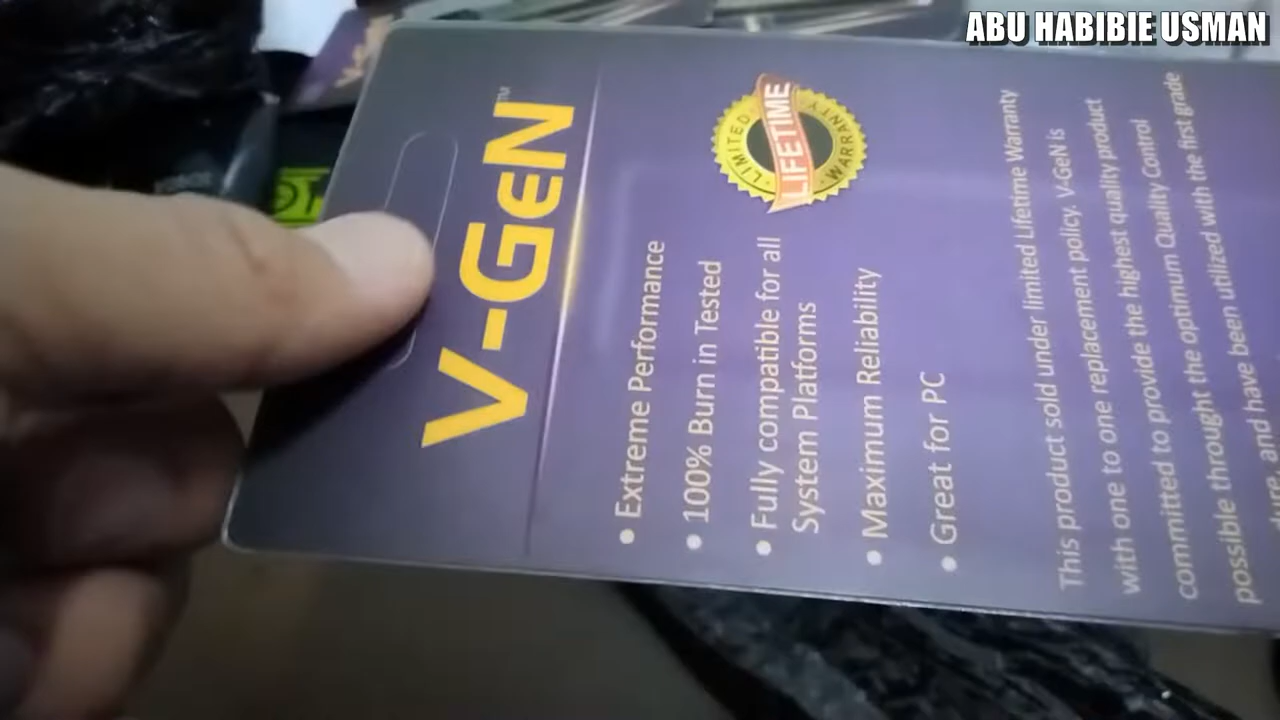 ABU HABIBIE USMAN
V-GeN™
LIMITED LIFETIME WARRANTY
• Extreme Performance
• 100% Burn in Tested
• Fully compatible for all
System Platforms
• Maximum Reliability
• Great for PC
This product sold under limited Lifetime Warranty
with one to one replacement policy. V-GeN is
committed to provide the highest quality product
possible throught the optimum Quality Control
and have been utlized with the first grade